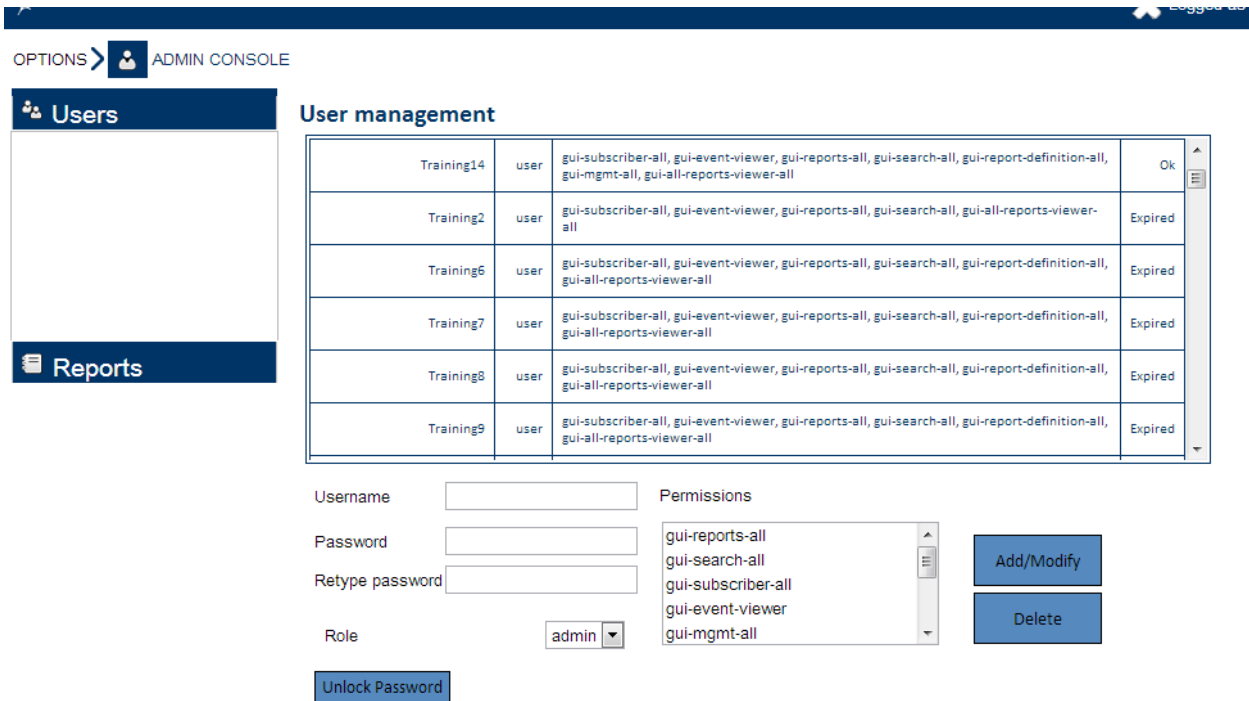 Logged as
OPTIONS ADMIN CONSOLE
Users
User management
Training14 user gui-subscriber-all, gui-event-viewer, gui-reports-all, gui-search-all, gui-report-definition-all, Ok
gui-mgmt-all, gui-all-reports-viewer-all
Training2 user gui-subscriber-all, gui-event-viewer, gui-reports-all, gui-search-all, gui-all-reports-viewer- Expired
all
Training6 user gui-subscriber-all, gui-event-viewer, gui-reports-all, gui-search-all, gui-report-definition-all, Expired
gui-all-reports-viewer-all
Training7 user gui-subscriber-all, gui-event-viewer, gui-reports-all, gui-search-all, gui-report-definition-all, Expired
gui-all-reports-viewer-all
Reports
Training8 user gui-subscriber-all, gui-event-viewer, gui-reports-all, gui-search-all, gui-report-definition-all, Expired
gui-all-reports-viewer-all
Training9 user gui-subscriber-all, gui-event-viewer, gui-reports-all, gui-search-all, gui-report-definition-all, Expired
gui-all-reports-viewer-all
Username
Password
Retype password
Role admin
Unlock Password
Permissions
gui-reports-all
gui-search-all
gui-subscriber-all
gui-event-viewer
gui-mgmt-all
Add/Modify
Delete